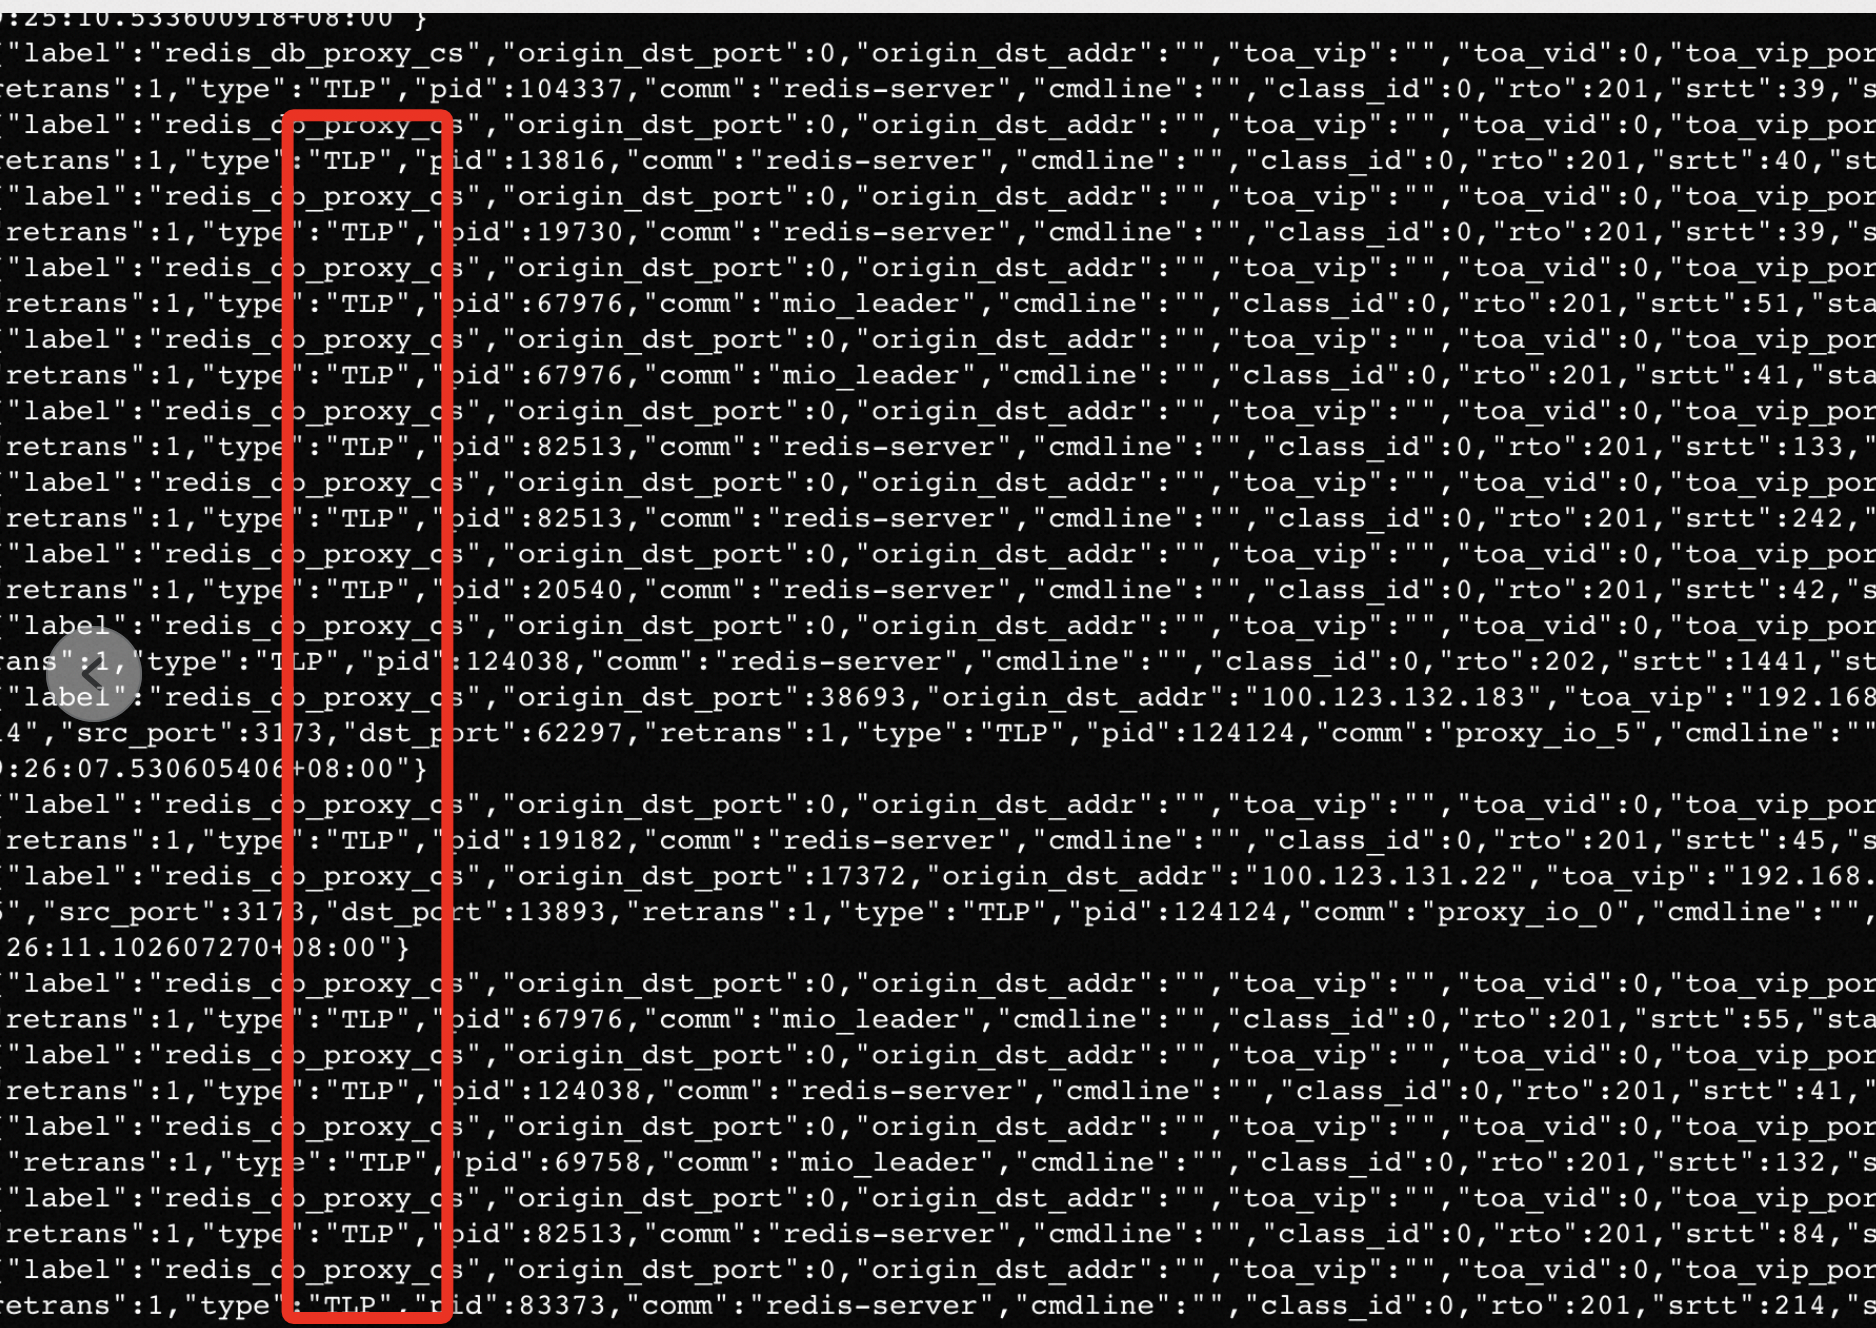 :25:10.533600918+08:00"}
"label":"redis_db_proxy_cs","origin_dst_port":0,"origin_dst_addr":"","toa_vip":"","toa_vid":0,"toa_vip_por
etrans":1,"type":"TLP","pid":104337,"comm":"redis-server","cmdline":"","class_id":0,"rto":201,"srtt":39,"s
"label":"redis_db_proxy_cs","origin_dst_port":0,"origin_dst_addr":"","toa_vip":"","toa_vid":0,"toa_vip_por
etrans":1,"type":"TLP","pid":13816,"comm":"redis-server","cmdline":"","class_id":0,"rto":201,"srtt":40,"st
"label":"redis_db_proxy_cs","origin_dst_port":0,"origin_dst_addr":"","toa_vip":"","toa_vid":0,"toa_vip_por
retrans":1,"type":"TLP","pid":19730,"comm":"redis-server","cmdline":"","class_id":0,"rto":201,"srtt":39,"s
"label":"redis_db_proxy_cs","origin_dst_port":0,"origin_dst_addr":"","toa_vip":"","toa_vid":0,"toa_vip_por
retrans":1,"type":"TLP","pid":67976,"comm":"mio_leader","cmdline":"","class_id":0,"rto":201,"srtt":51,"sta
"label":"redis_db_proxy_cs","origin_dst_port":0,"origin_dst_addr":"","toa_vip":"","toa_vid":0,"toa_vip_por
retrans":1,"type":"TLP","pid":67976,"comm":"mio_leader","cmdline":"","class_id":0,"rto":201,"srtt":41,"sta
"label":"redis_db_proxy_cs","origin_dst_port":0,"origin_dst_addr":"","toa_vip":"","toa_vid":0,"toa_vip_por
retrans":1,"type":"TLP","pid":82513,"comm":"redis-server","cmdline":"","class_id":0,"rto":201,"srtt":133,"
"label":"redis_db_proxy_cs","origin_dst_port":0,"origin_dst_addr":"","toa_vip":"","toa_vid":0,"toa_vip_por
retrans":1,"type":"TLP","pid":82513,"comm":"redis-server","cmdline":"","class_id":0,"rto":201,"srtt":242,"
"label":"redis_db_proxy_cs","origin_dst_port":0,"origin_dst_addr":"","toa_vip":"","toa_vid":0,"toa_vip_por
retrans":1,"type":"TLP","pid":20540,"comm":"redis-server","cmdline":"","class_id":0,"rto":201,"srtt":42,"s
"label":"redis_db_proxy_cs","origin_dst_port":0,"origin_dst_addr":"","toa_vip":"","toa_vid":0,"toa_vip_por
rans":1,"type":"TLP","pid":124038,"comm":"redis-server","cmdline":"","class_id":0,"rto":202,"srtt":1441,"st
"label":"redis_db_proxy_cs","origin_dst_port":38693,"origin_dst_addr":"100.123.132.183","toa_vip":"192.168
4","src_port":3173,"dst_port":62297,"retrans":1,"type":"TLP","pid":124124,"comm":"proxy_io_5","cmdline":""
:26:07.530605406+08:00"}
"label":"redis_db_proxy_cs","origin_dst_port":0,"origin_dst_addr":"","toa_vip":"","toa_vid":0,"toa_vip_por
retrans":1,"type":"TLP","pid":19182,"comm":"redis-server","cmdline":"","class_id":0,"rto":201,"srtt":45,"s
"label":"redis_db_proxy_cs","origin_dst_port":17372,"origin_dst_addr":"100.123.131.22","toa_vip":"192.168.
","src_port":3173,"dst_port":13893,"retrans":1,"type":"TLP","pid":124124,"comm":"proxy_io_0","cmdline":"",
26:11.102607270+08:00"}
"label":"redis_db_proxy_cs","origin_dst_port":0,"origin_dst_addr":"","toa_vip":"","toa_vid":0,"toa_vip_por
retrans":1,"type":"TLP","pid":67976,"comm":"mio_leader","cmdline":"","class_id":0,"rto":201,"srtt":55,"sta
"label":"redis_db_proxy_cs","origin_dst_port":0,"origin_dst_addr":"","toa_vip":"","toa_vid":0,"toa_vip_por
retrans":1,"type":"TLP","pid":124038,"comm":"redis-server","cmdline":"","class_id":0,"rto":201,"srtt":41,"
"label":"redis_db_proxy_cs","origin_dst_port":0,"origin_dst_addr":"","toa_vip":"","toa_vid":0,"toa_vip_por
"retrans":1,"type":"TLP","pid":69758,"comm":"mio_leader","cmdline":"","class_id":0,"rto":201,"srtt":132,"s
"label":"redis_db_proxy_cs","origin_dst_port":0,"origin_dst_addr":"","toa_vip":"","toa_vid":0,"toa_vip_por
retrans":1,"type":"TLP","pid":82513,"comm":"redis-server","cmdline":"","class_id":0,"rto":201,"srtt":84,"s
"label":"redis_db_proxy_cs","origin_dst_port":0,"origin_dst_addr":"","toa_vip":"","toa_vid":0,"toa_vip_por
etrans":1,"type":"TLP","pid":83373,"comm":"redis-server","cmdline":"","class_id":0,"rto":201,"srtt":214,"s